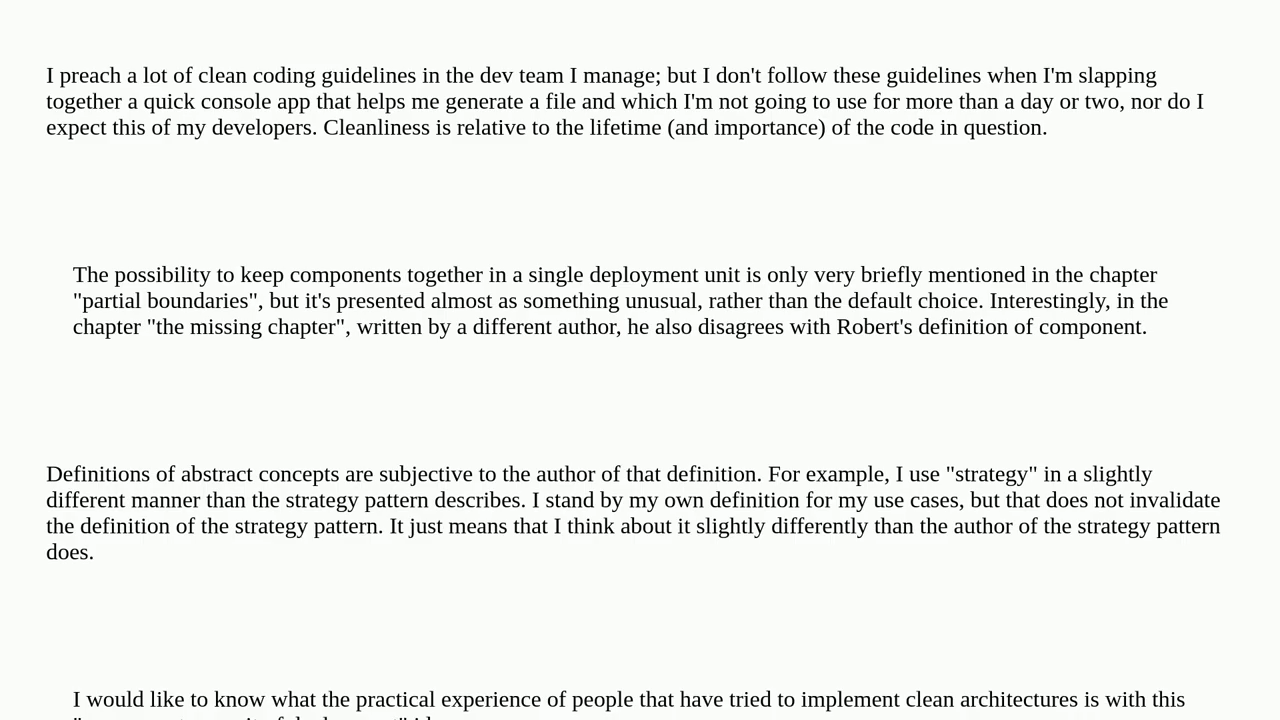 I preach a lot of clean coding guidelines in the dev team I manage; but I don't follow these guidelines when I'm slapping
together a quick console app that helps me generate a file and which I'm not going to use for more than a day or two, nor do I
expect this of my developers. Cleanliness is relative to the lifetime (and importance) of the code in question.
The possibility to keep components together in a single deployment unit is only very briefly mentioned in the chapter
"partial boundaries", but it's presented almost as something unusual, rather than the default choice. Interestingly, in the
chapter "the missing chapter", written by a different author, he also disagrees with Robert's definition of component.
Definitions of abstract concepts are subjective to the author of that definition. For example, I use "strategy" in a slightly
different manner than the strategy pattern describes. I stand by my own definition for my use cases, but that does not invalidate
the definition of the strategy pattern. It just means that I think about it slightly differently than the author of the strategy pattern
does.
I would like to know what the practical experience of people that have tried to implement clean architectures is with this